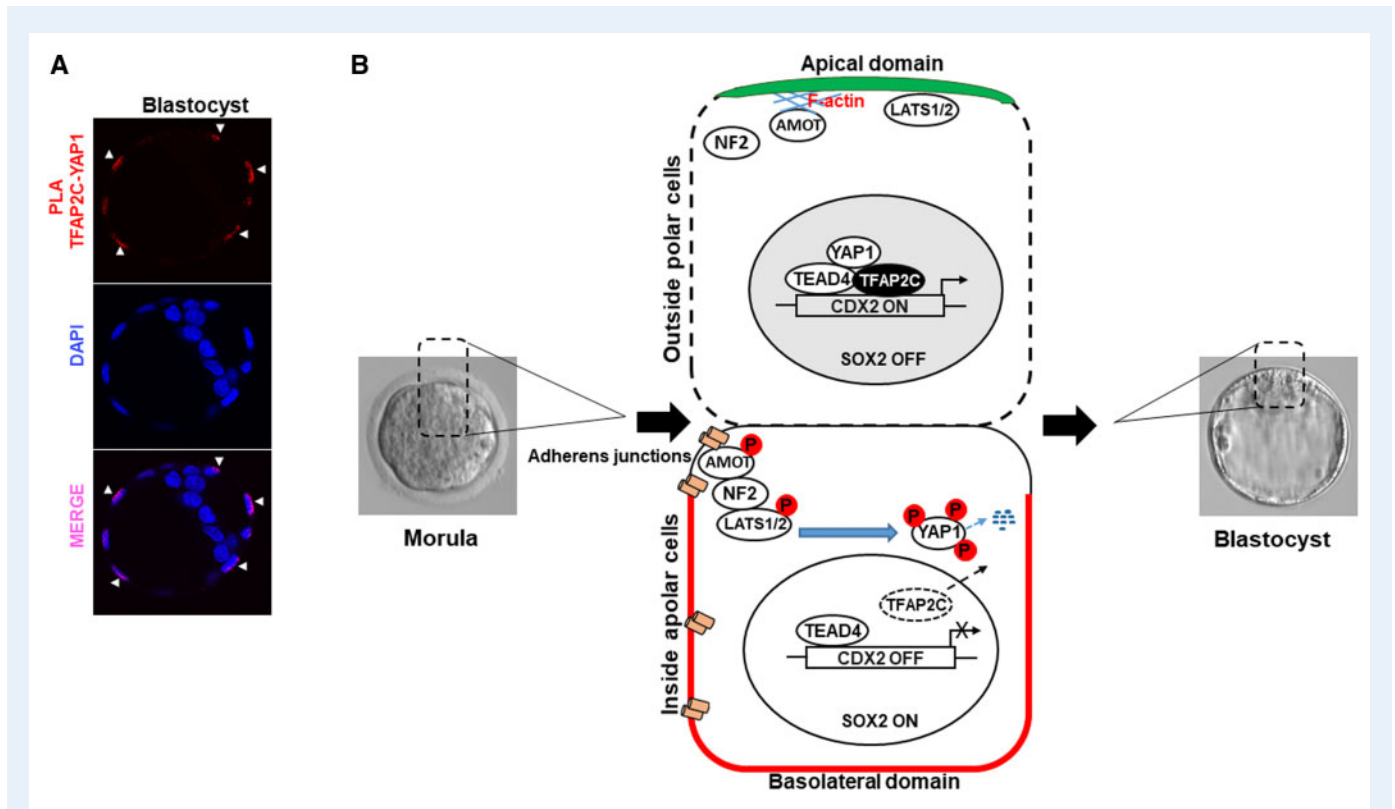 A
Blastocyst
PLA
TFAP2C-YAP1
DAPI
MERGE
B
Apical domain
F-actin
AMOT
LATS1/2
NF2
Outside polar cells
YAP1
TEAD4
TFAP2C
CDX2 ON
SOX2 OFF
Morula
Adherens junctions
P
AMOT
NF2
P
LATS1/2
P
P
YAP1
P
Inside apolar cells
TFAP2C
TEAD4
CDX2 OFF
SOX2 ON
Basolateral domain
Blastocyst